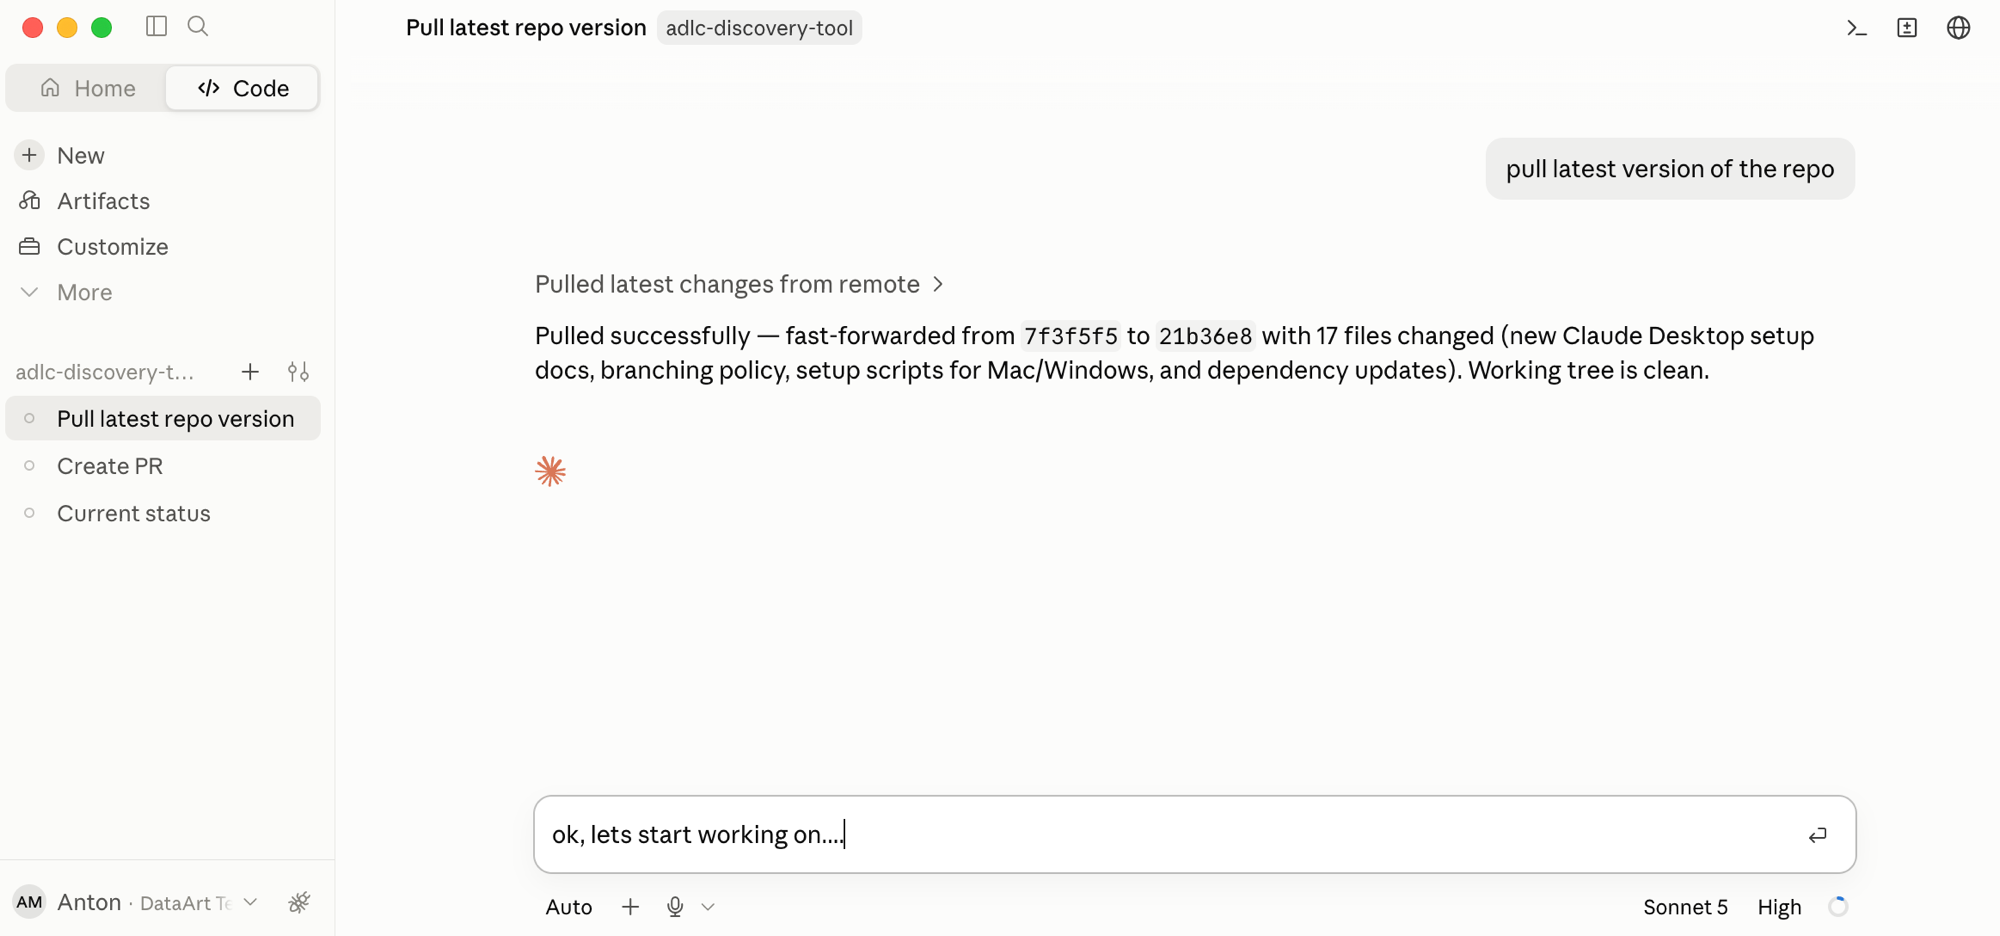 Pull latest repo version adlc-discovery-tool
Home
Code
New
Artifacts
Customize
More
adlc-discovery-t...
Pull latest repo version
Create PR
Current status
AM Anton · DataArt Te
pull latest version of the repo
Pulled latest changes from remote
Pulled successfully — fast-forwarded from 7f3f5f5 to 21b36e8 with 17 files changed (new Claude Desktop setup
docs, branching policy, setup scripts for Mac/Windows, and dependency updates). Working tree is clean.
ok, lets start working on....
Auto
Sonnet 5 High